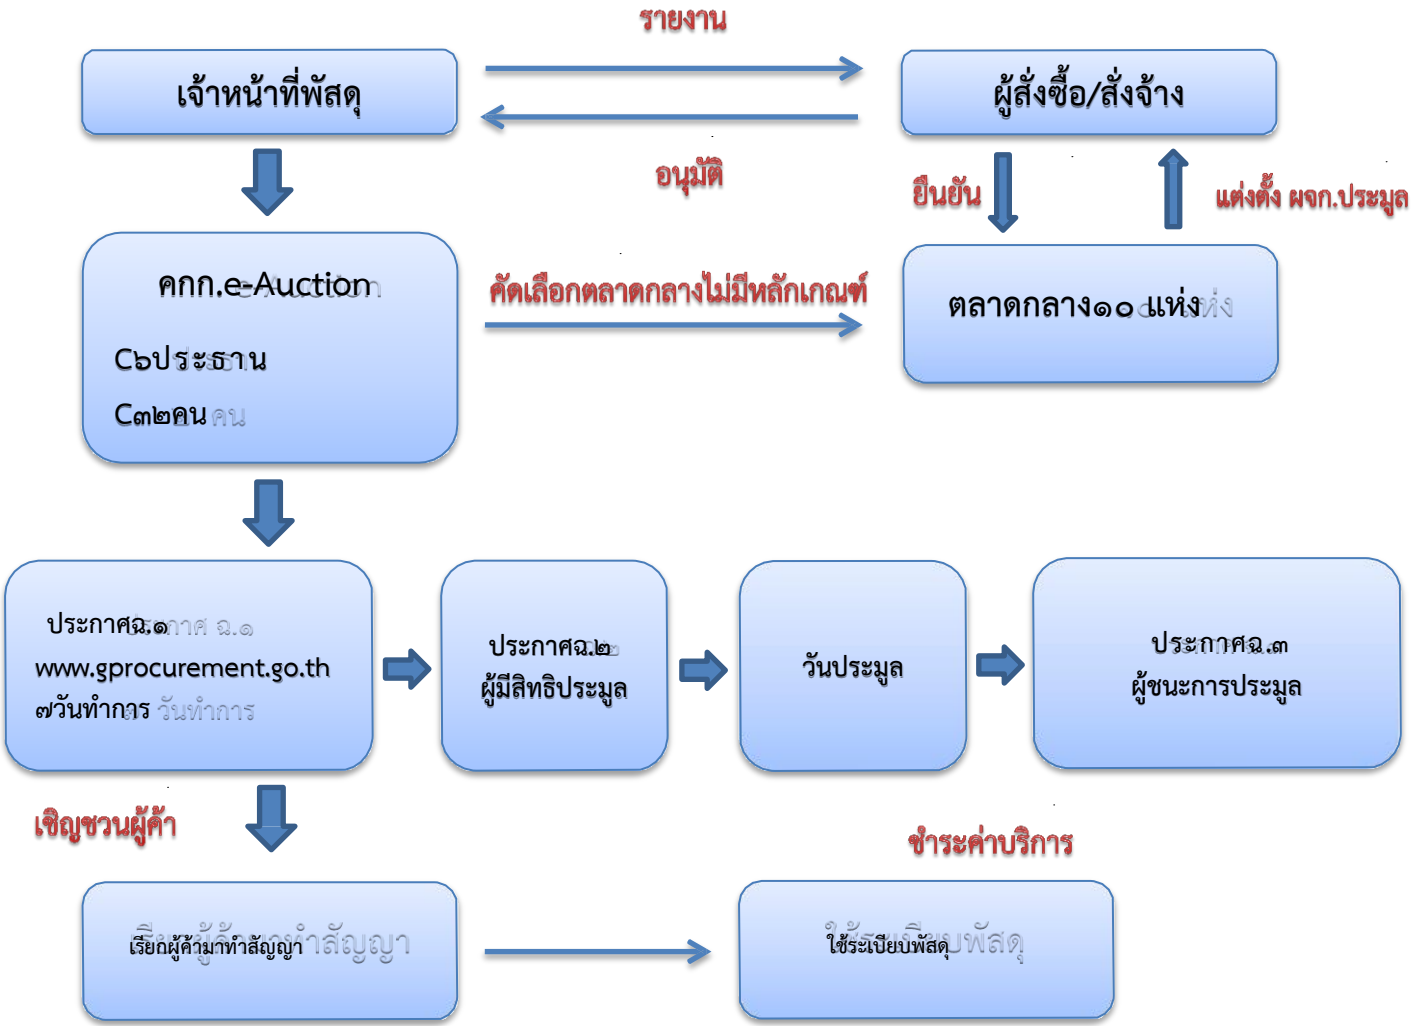 รายงาน
เจ้าหน้าที่พัสดุ
ผู้สั่งซื้อ/สั่งจ้าง
อนุมัติ
ยืนยัน
แต่งตั้ง ผจก.ประมูล
คกก.e-Auction
C๖ประธาน
C๓๒คน
คัดเลือกตลาดกลางไม่มีหลักเกณฑ์
ตลาดกลาง๑๐ แห่ง
ประกาศฉ.๑
www.gprocurement.go.th
๗วันทำการ
ประกาศฉ.๒
ผู้มีสิทธิประมูล
วันประมูล
ประกาศฉ.๓
ผู้ชนะการประมูล
เชิญชวนผู้ค้า
ชำระค่าบริการ
เรียกผู้ค้ามาทำสัญญา
ใช้ระเบียบพัสดุ